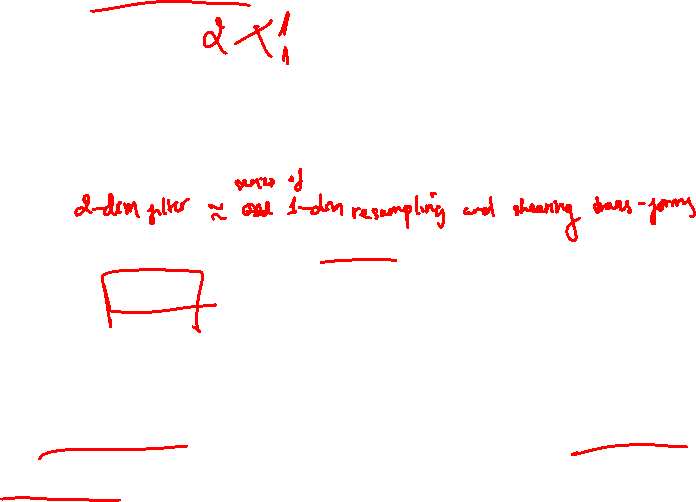 2 X 1
series of
2-dim filter ≈ 1-dim resampling and shearing trans-forms